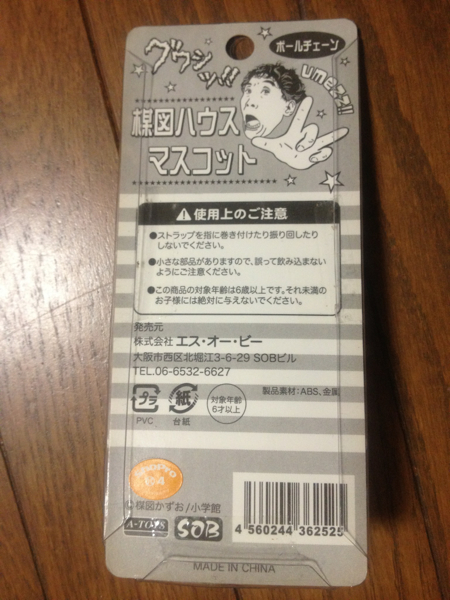 グワシッ!!
ボールチェーン
umezz!!
楳図ハウス
マスコット
使用上のご注意
●ストラップを指に巻き付けたり振り回したり
しないでください。
●小さな部品がありますので、誤って飲み込まない
ようにご注意ください。
●この商品の対象年齢は6歳以上です。それ未満の
お子様には絶対に与えないでください。
発売元
株式会社 エス・オー・ピー
大阪市西区北堀江3-6-29 SOBビル
TEL.06-6532-6627
製品素材:ABS、金属
プラ
紙
対象年齢
6才以上
PVC
台紙
ShoPro
©楳図かずお/小学館
A-TOYS
SOB
4 560244 362525
MADE IN CHINA